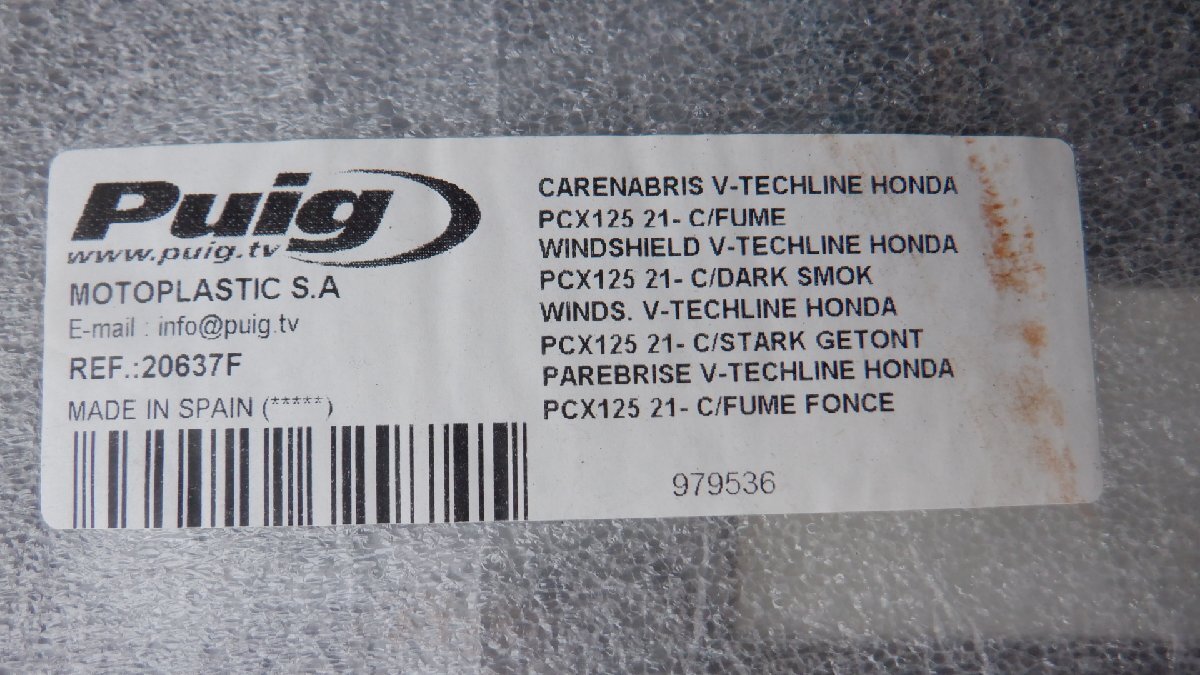 Puig
www.puig.tv
MOTOPLASTIC S.A
E-mail : info@puig.tv
REF.:20637F
MADE IN SPAIN (*****)
CARENABRIS V-TECHLINE HONDA
PCX125 21- C/FUME
WINDSHIELD V-TECHLINE HONDA
PCX125 21- C/DARK SMOK
WINDS. V-TECHLINE HONDA
PCX125 21- C/STARK GETONT
PAREBRISE V-TECHLINE HONDA
PCX125 21- C/FUME FONCE
979536